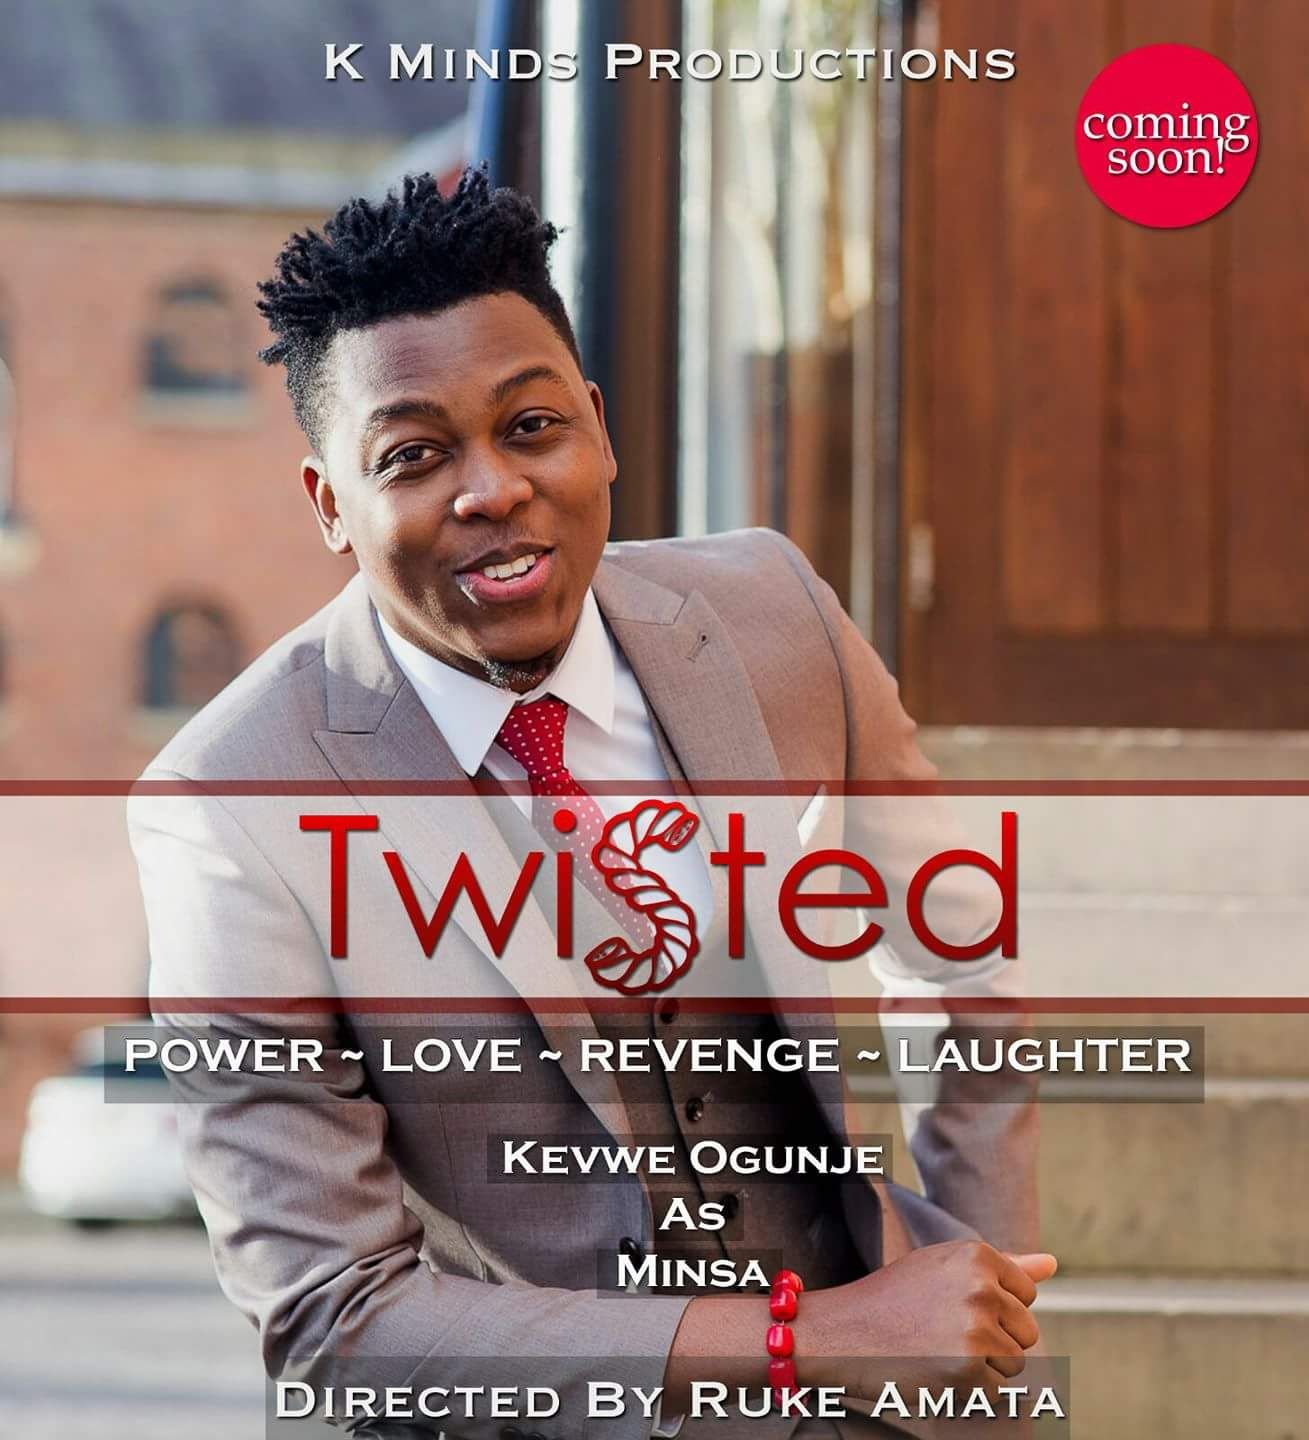 K Minds Productions
coming
soon!
Twisted
POWER ~ LOVE ~ REVENGE ~ LAUGHTER
Kevwe Ogunje
As
Minsa
Directed By Ruke Amata